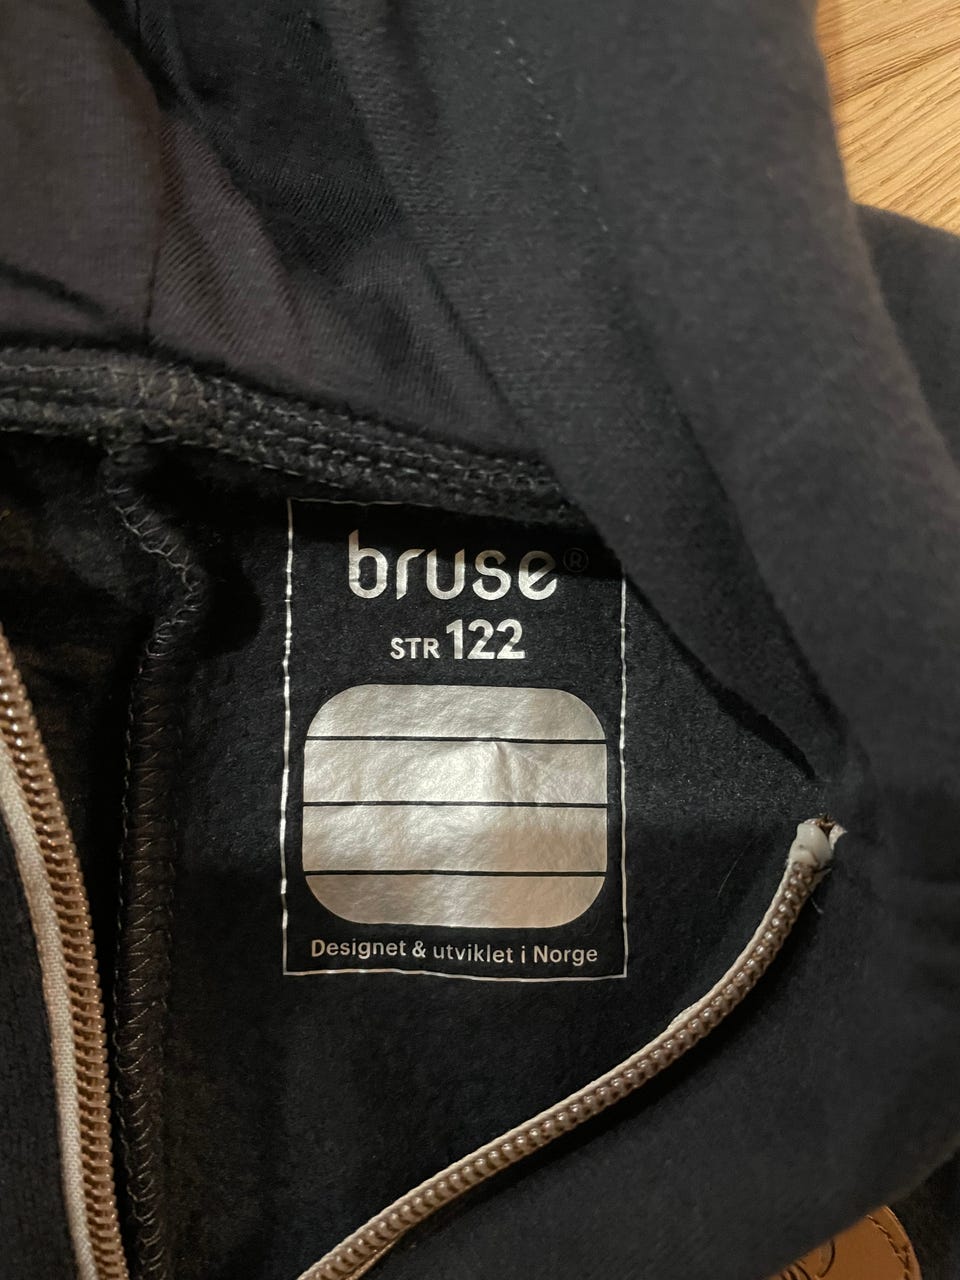 bruse®
STR 122
Designet & utviklet i Norge